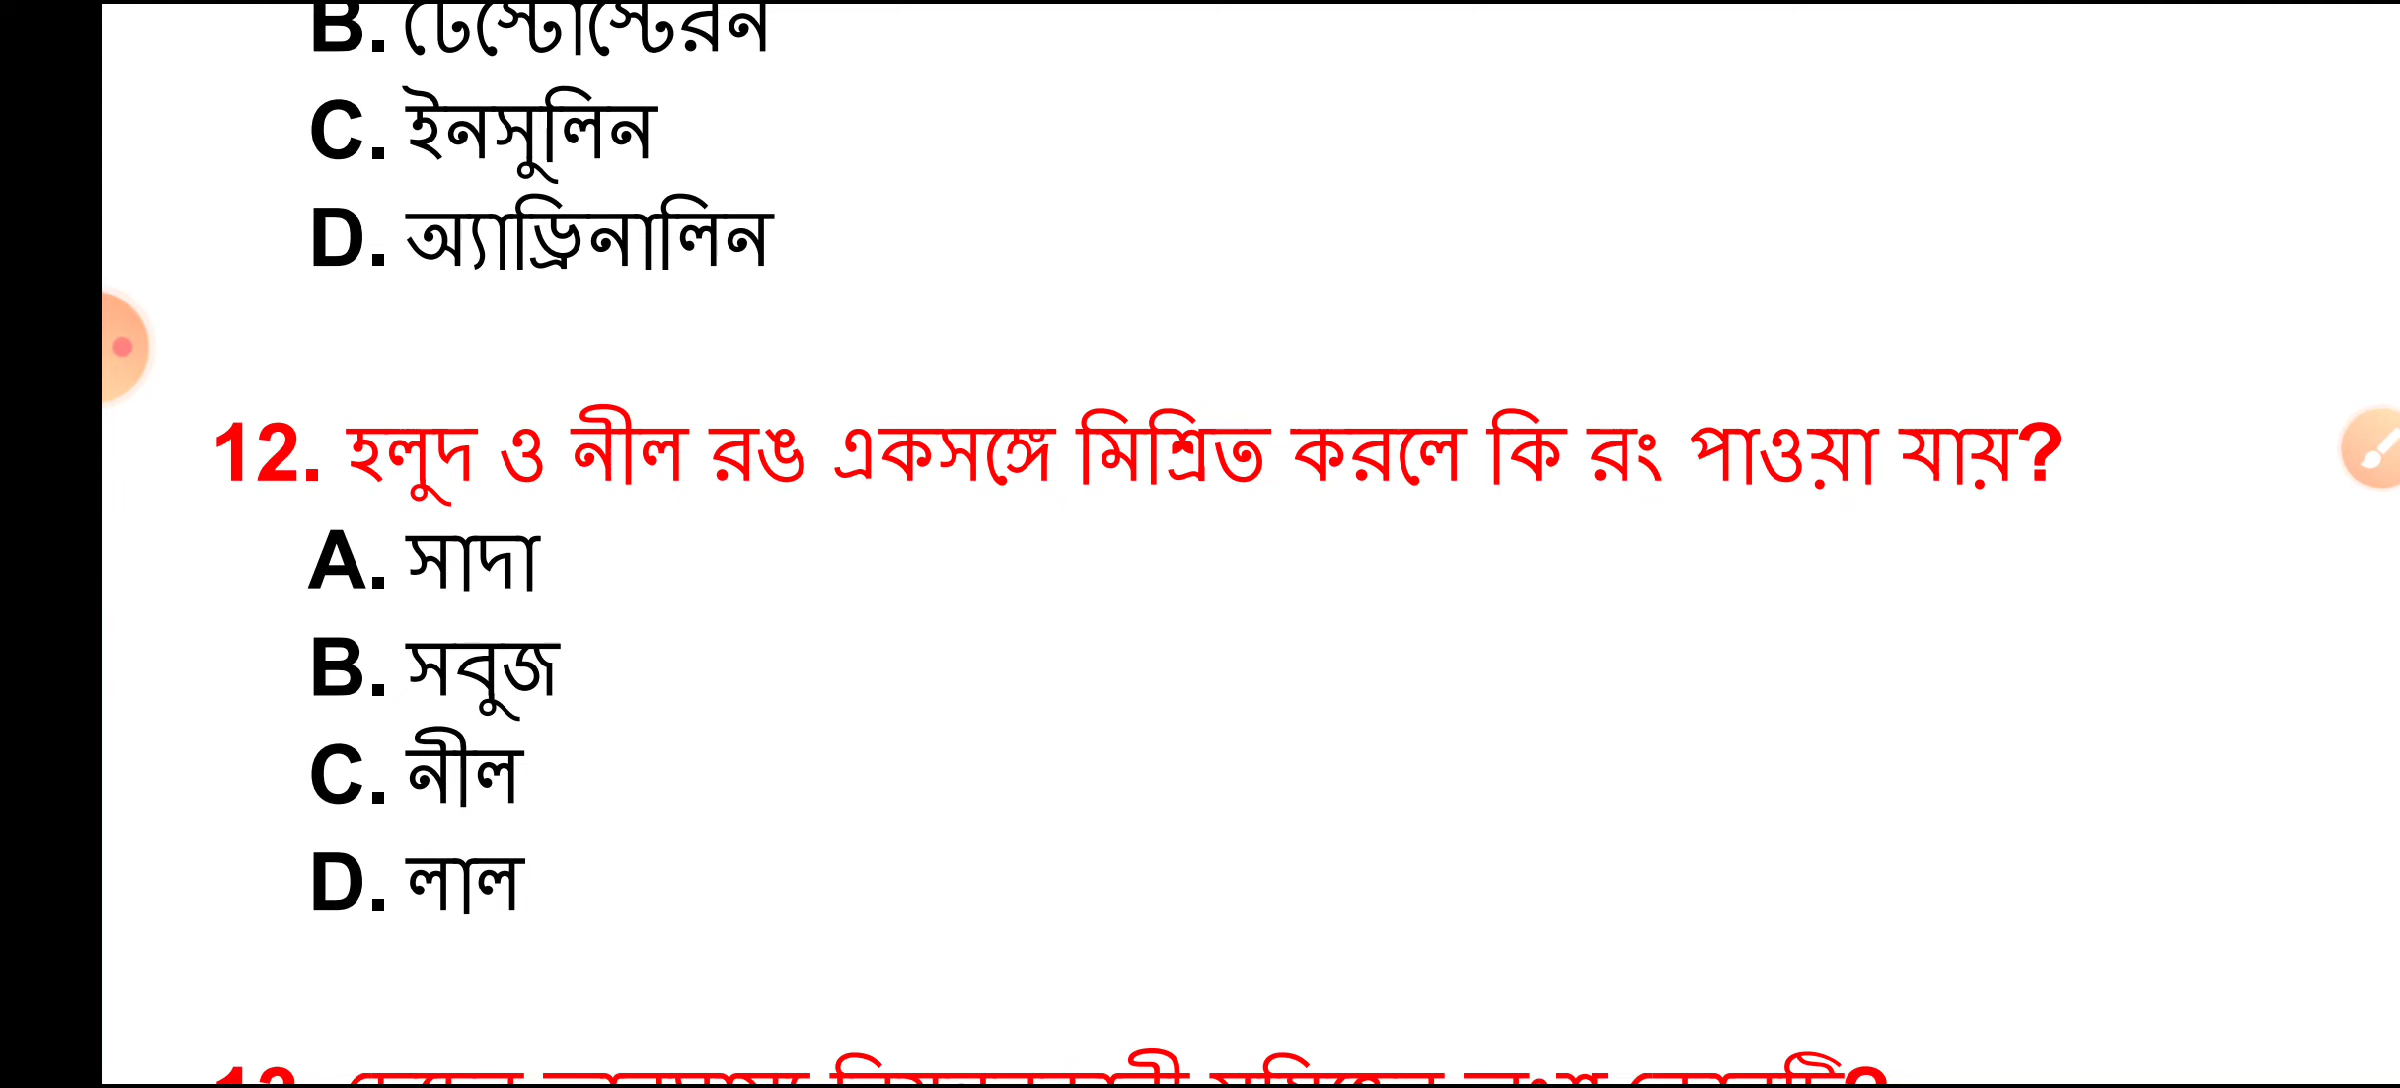 B. টেস্টোস্টেরন
C. ইনসুলিন
D. অ্যাড্রিনালিন
12. হলুদ ও নীল রঙ একসঙ্গে মিশ্রিত করলে কি রং পাওয়া যায়?
A. সাদা
B. সবুজ
C. নীল
D. লাল